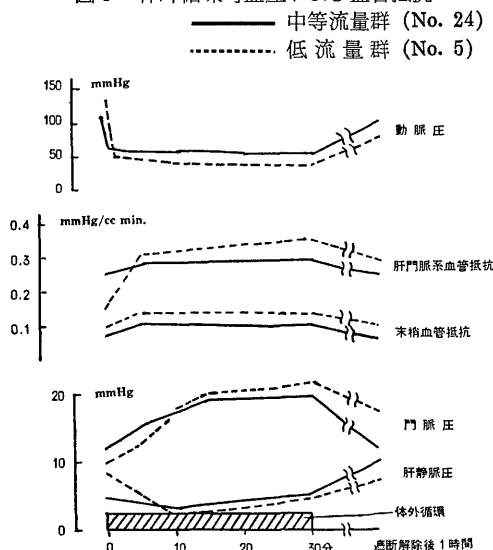 中等流量群 (No. 24)
低流量群 (No. 5)
mmHg
150
100
50
0
動脈圧
mmHg/cc min.
0.4
0.3
0.2
0.1
肝門脈系血管抵抗
末梢血管抵抗
mmHg
20
10
0
門脈圧
肝静脈圧
体外循環
0 10 20 30分 遮断解除後1時間